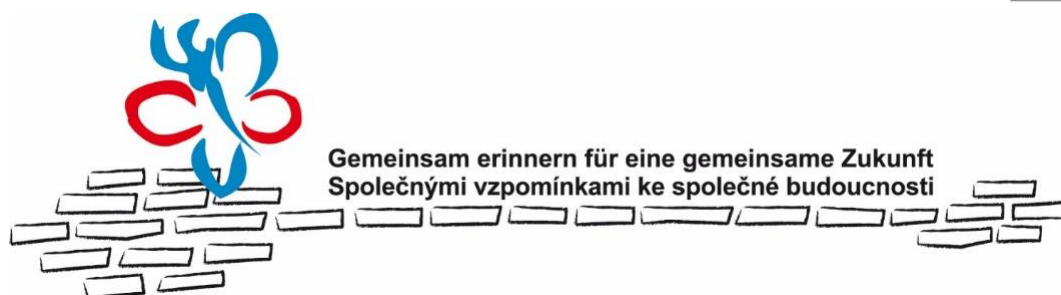 Gemeinsam erinnern für eine gemeinsame Zukunft
Společnými vzpomínkami ke společné budoucnosti